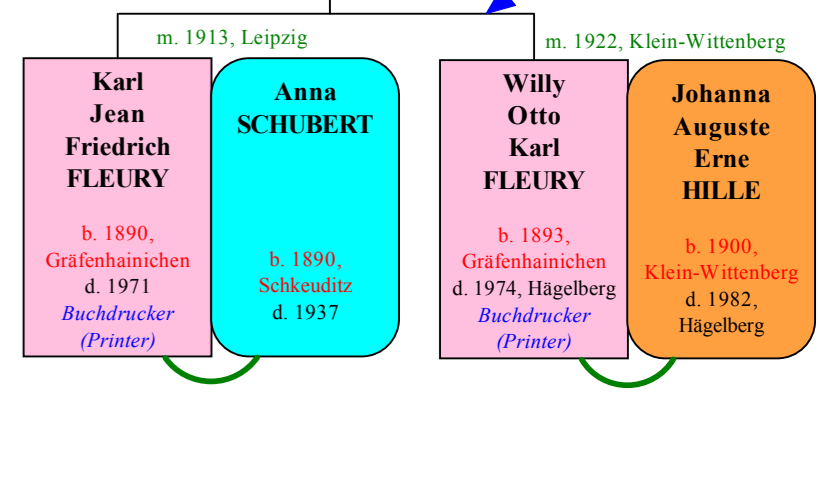 m. 1913, Leipzig
Karl
Jean
Friedrich
FLEURY
b. 1890,
Gräfenhainichen
d. 1971
Buchdrucker
(Printer)
Anna
SCHUBERT
b. 1890,
Schkeuditz
d. 1937
m. 1922, Klein-Wittenberg
Willy
Otto
Karl
FLEURY
b. 1893,
Gräfenhainichen
d. 1974, Hägelberg
Buchdrucker
(Printer)
Johanna
Auguste
Erne
HILLE
b. 1900,
Klein-Wittenberg
d. 1982,
Hägelberg